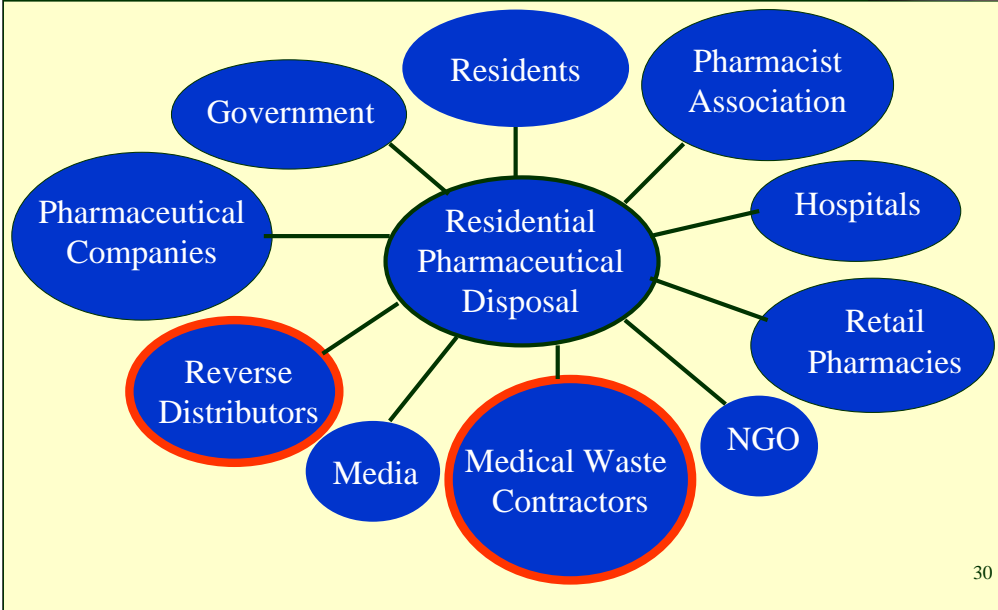 Residents
Pharmacist
Association
Government
Hospitals
Pharmaceutical
Companies
Residential
Pharmaceutical
Disposal
Retail
Pharmacies
Reverse
Distributors
Media
Medical Waste
Contractors
NGO
30